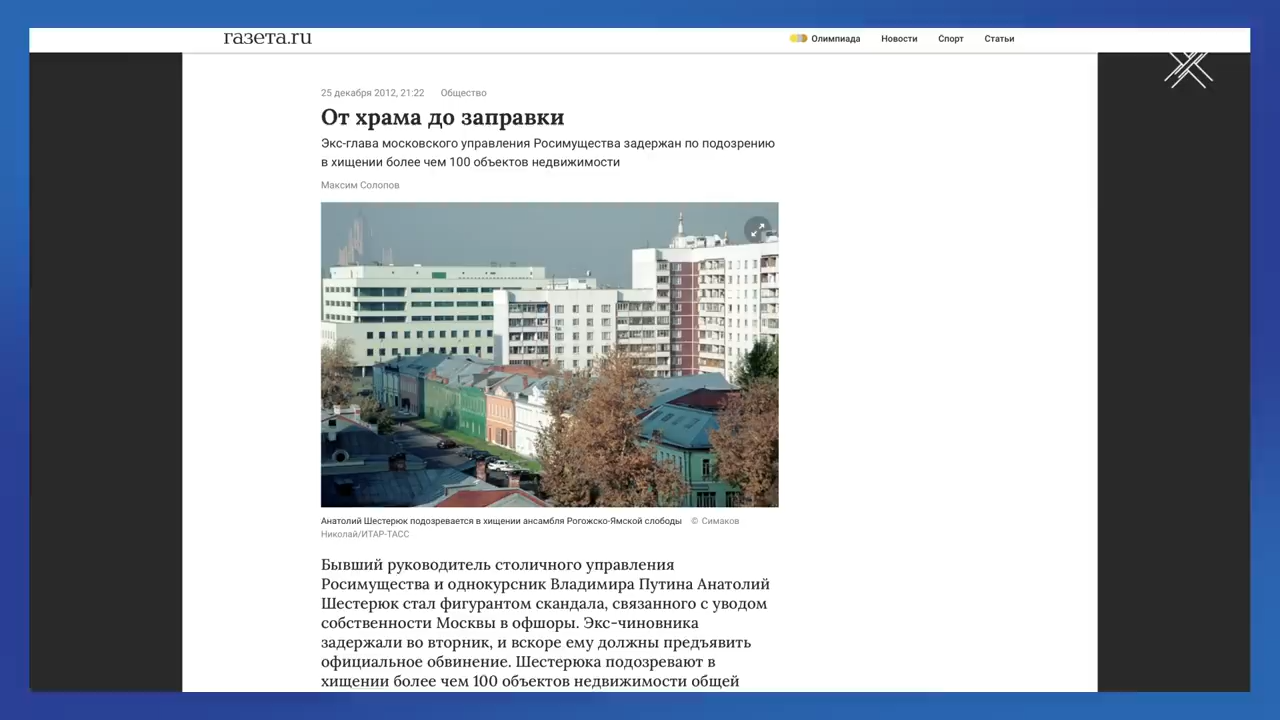 газета.ru
Олимпиада Новости Спорт Статьи
25 декабря 2012, 21:22 Общество
От храма до заправки
Экс-глава московского управления Росимущества задержан по подозрению
в хищении более чем 100 объектов недвижимости
Максим Солопов
Анатолий Шестерюк подозревается в хищении ансамбля Рогожско-Ямской слободы © Симаков
Николай/ИТАР-ТАСС
Бывший руководитель столичного управления
Росимущества и однокурсник Владимира Путина Анатолий
Шестерюк стал фигурантом скандала, связанного с уводом
собственности Москвы в офшоры. Экс-чиновника
задержали во вторник, и вскоре ему должны предъявить
официальное обвинение. Шестерюка подозревают в
хищении более чем 100 объектов недвижимости общей